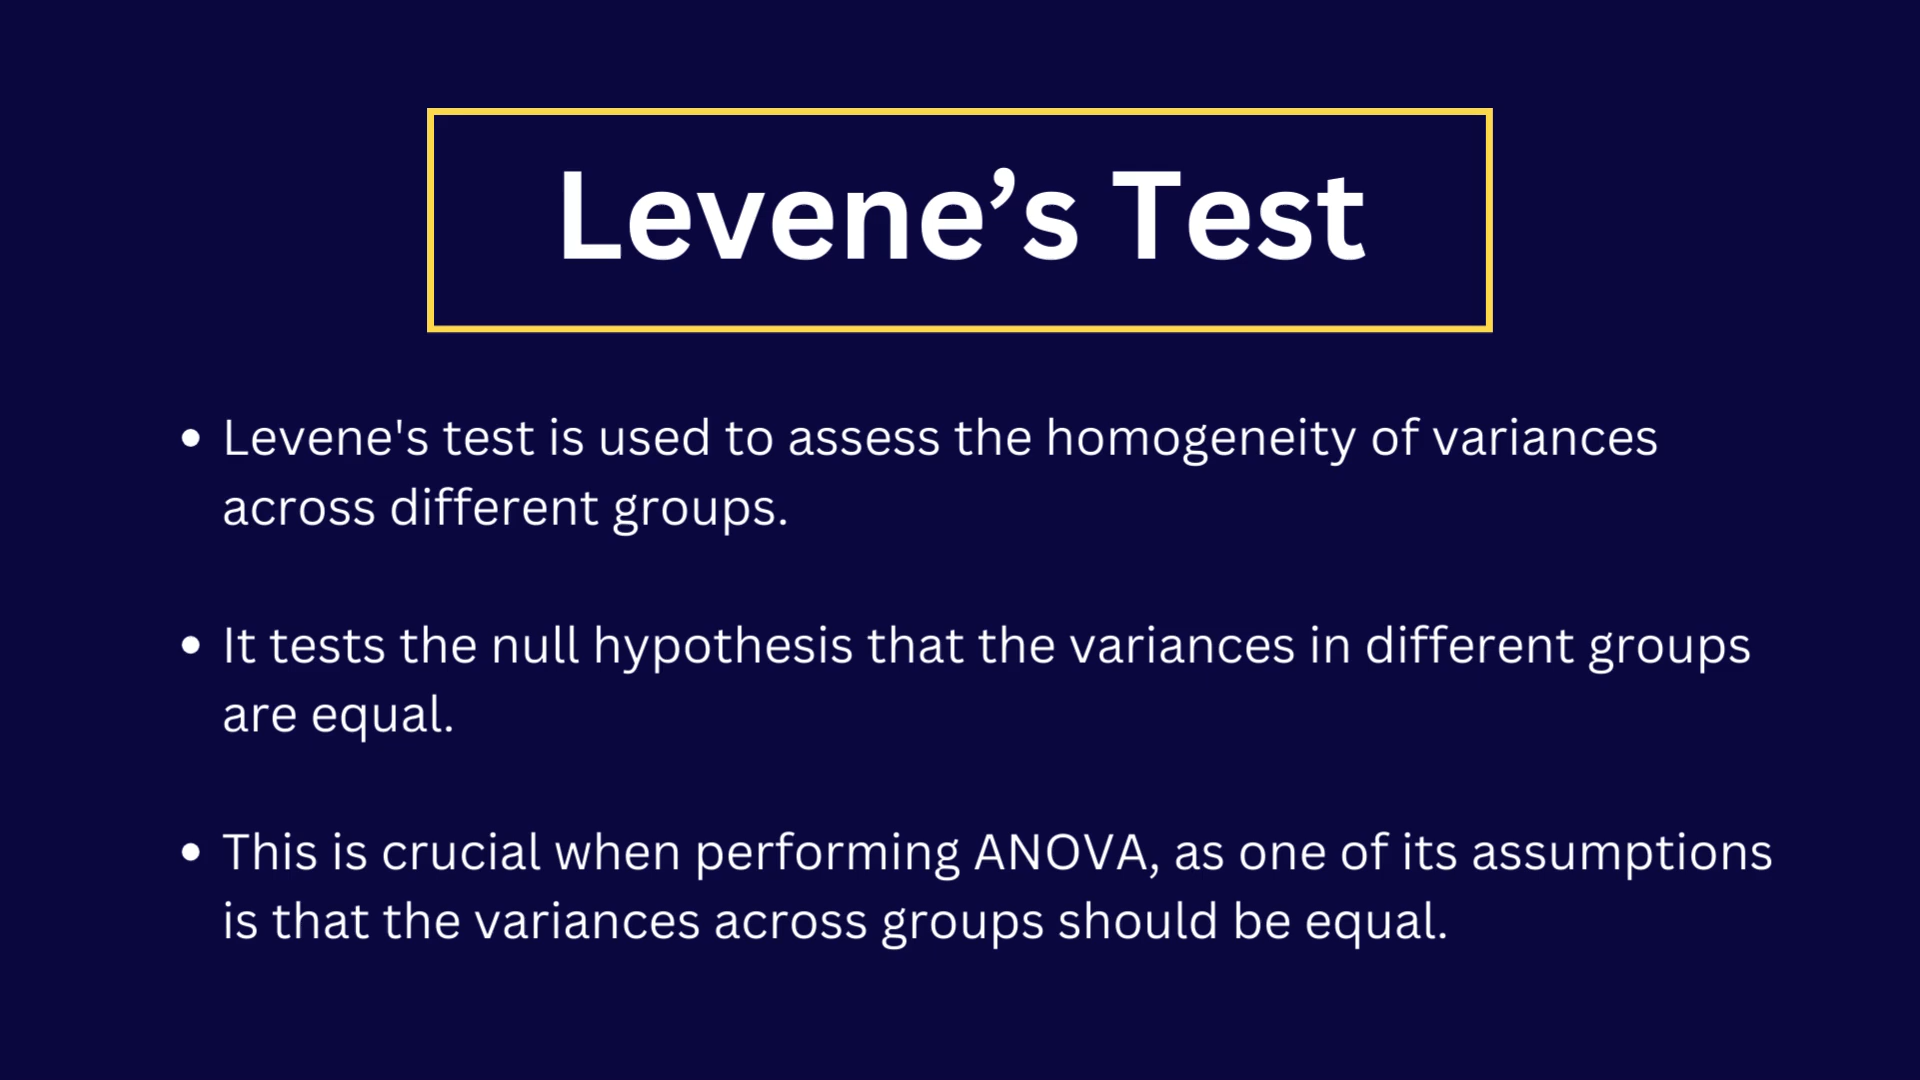 Levene’s Test
• Levene's test is used to assess the homogeneity of variances
across different groups.
• It tests the null hypothesis that the variances in different groups
are equal.
• This is crucial when performing ANOVA, as one of its assumptions
is that the variances across groups should be equal.